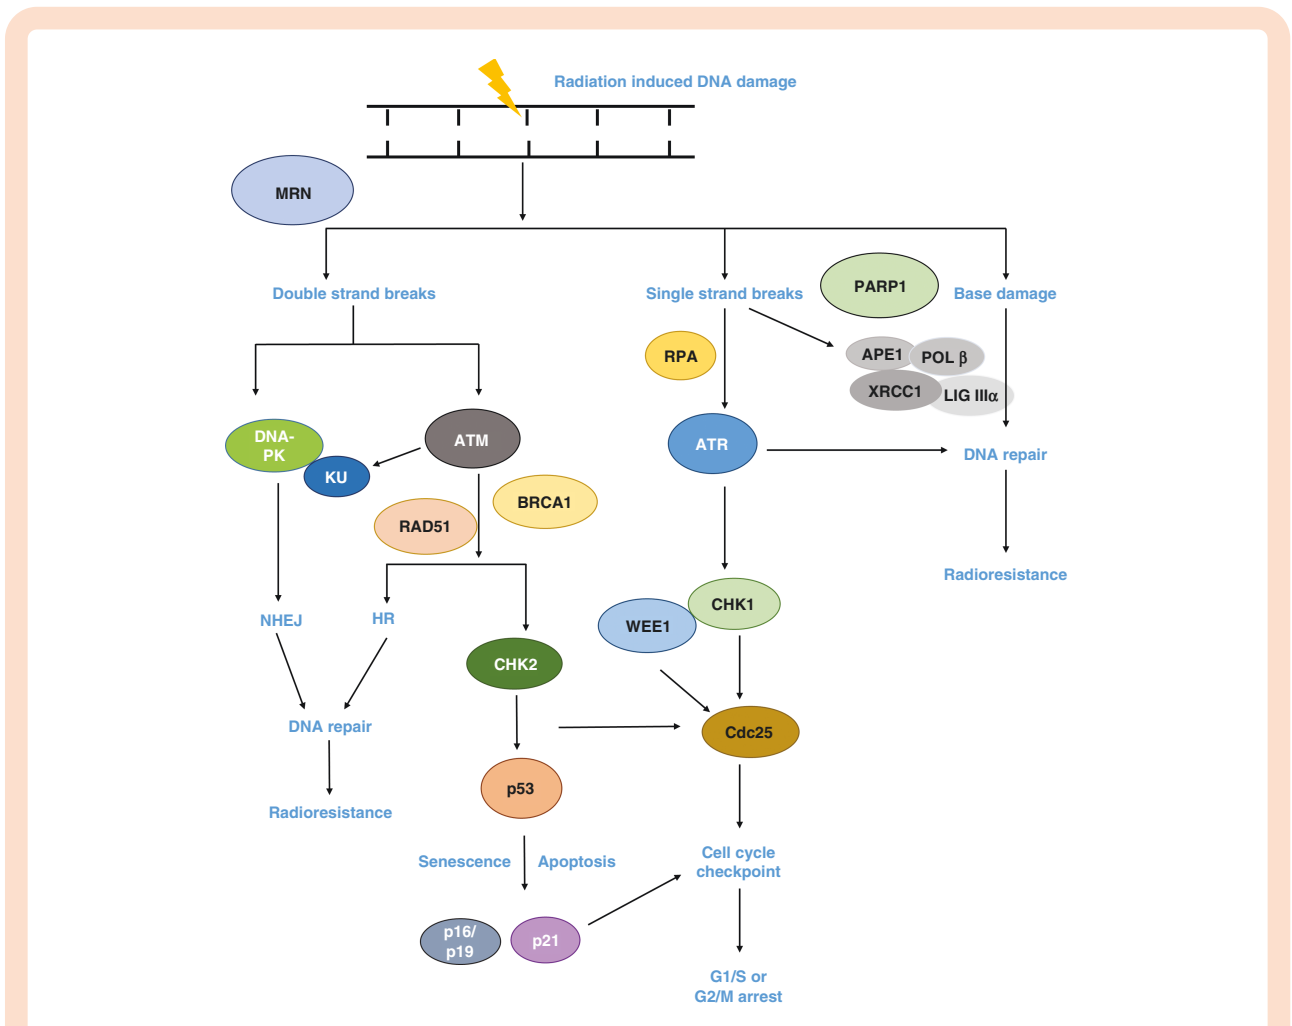 Radiation induced DNA damage
MRN
Double strand breaks
Single strand breaks
PARP1
Base damage
RPA
APE1
POL β
XRCC1
LIG IIIα
DNA-
PK
KU
ATM
ATR
DNA repair
BRCA1
RAD51
Radioresistance
NHEJ
HR
WEE1
CHK1
CHK2
DNA repair
Cdc25
p53
Radioresistance
Senescence
Apoptosis
Cell cycle
checkpoint
p16/
p19
p21
G1/S or
G2/M arrest